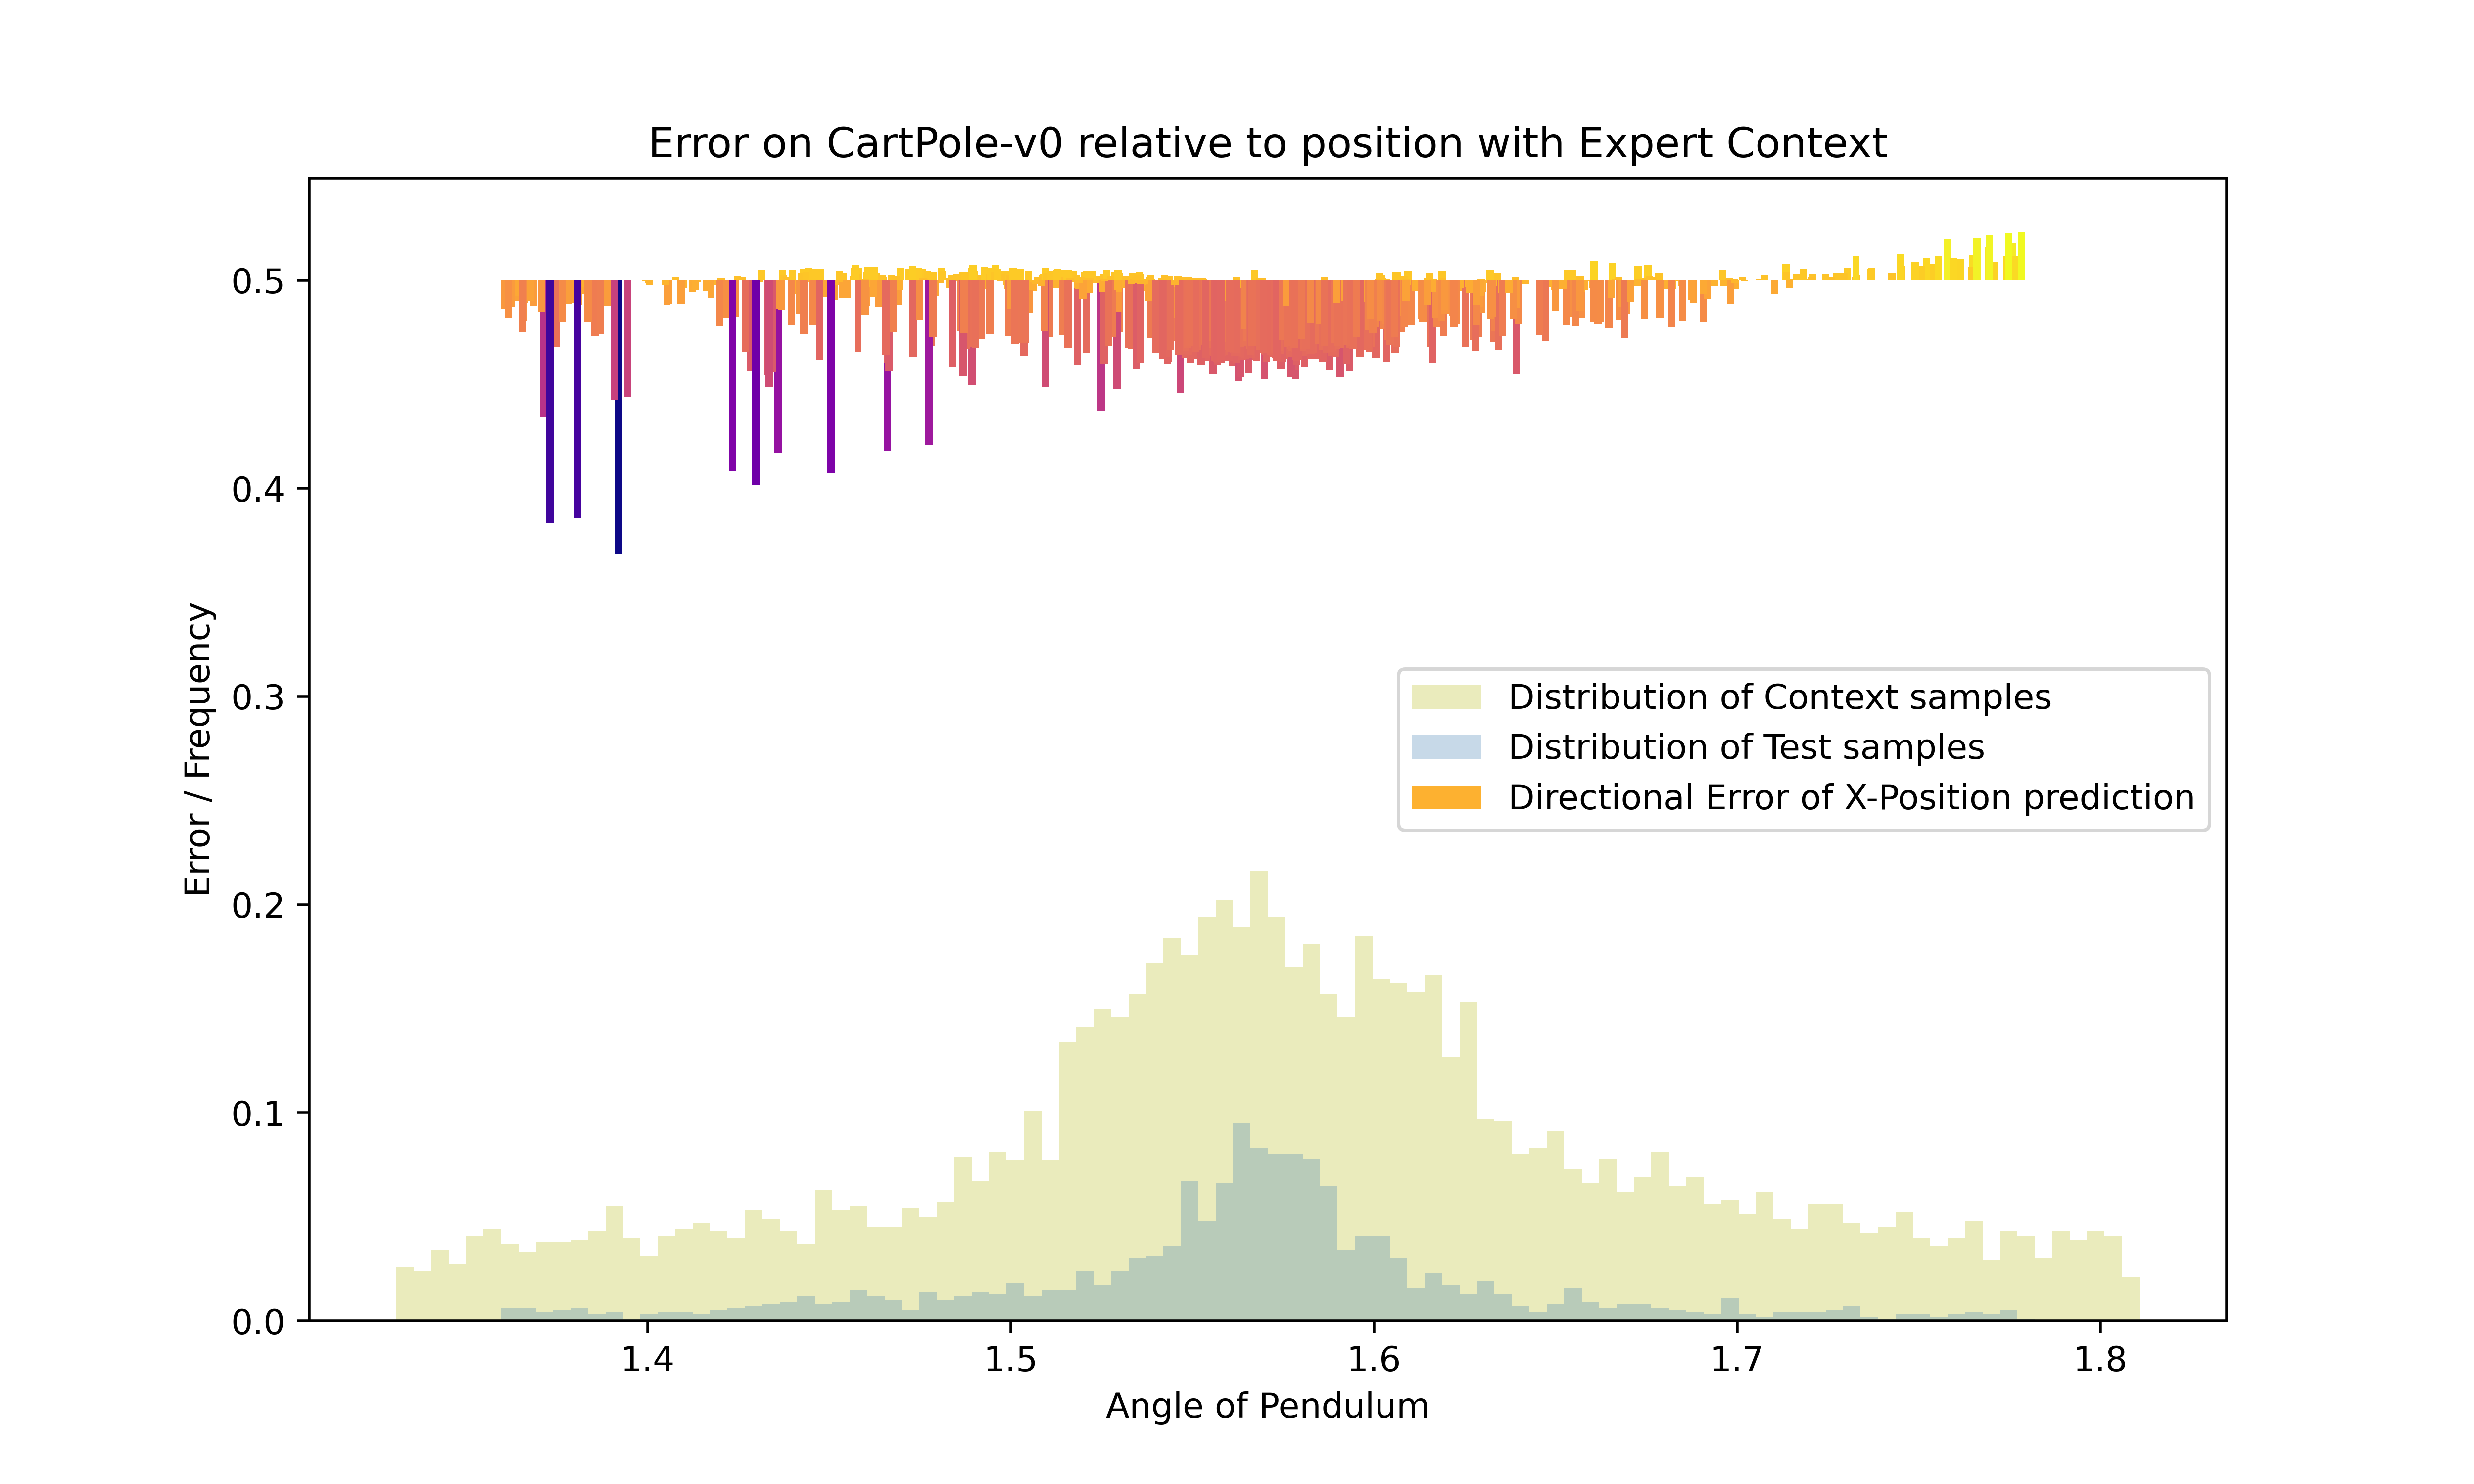 Error on CartPole-v0 relative to position with Expert Context
0.5
0.4
0.3
0.2
0.1
0.0
Error / Frequency
Distribution of Context samples
Distribution of Test samples
Directional Error of X-Position prediction
1.4 1.5 1.6 1.7 1.8
Angle of Pendulum